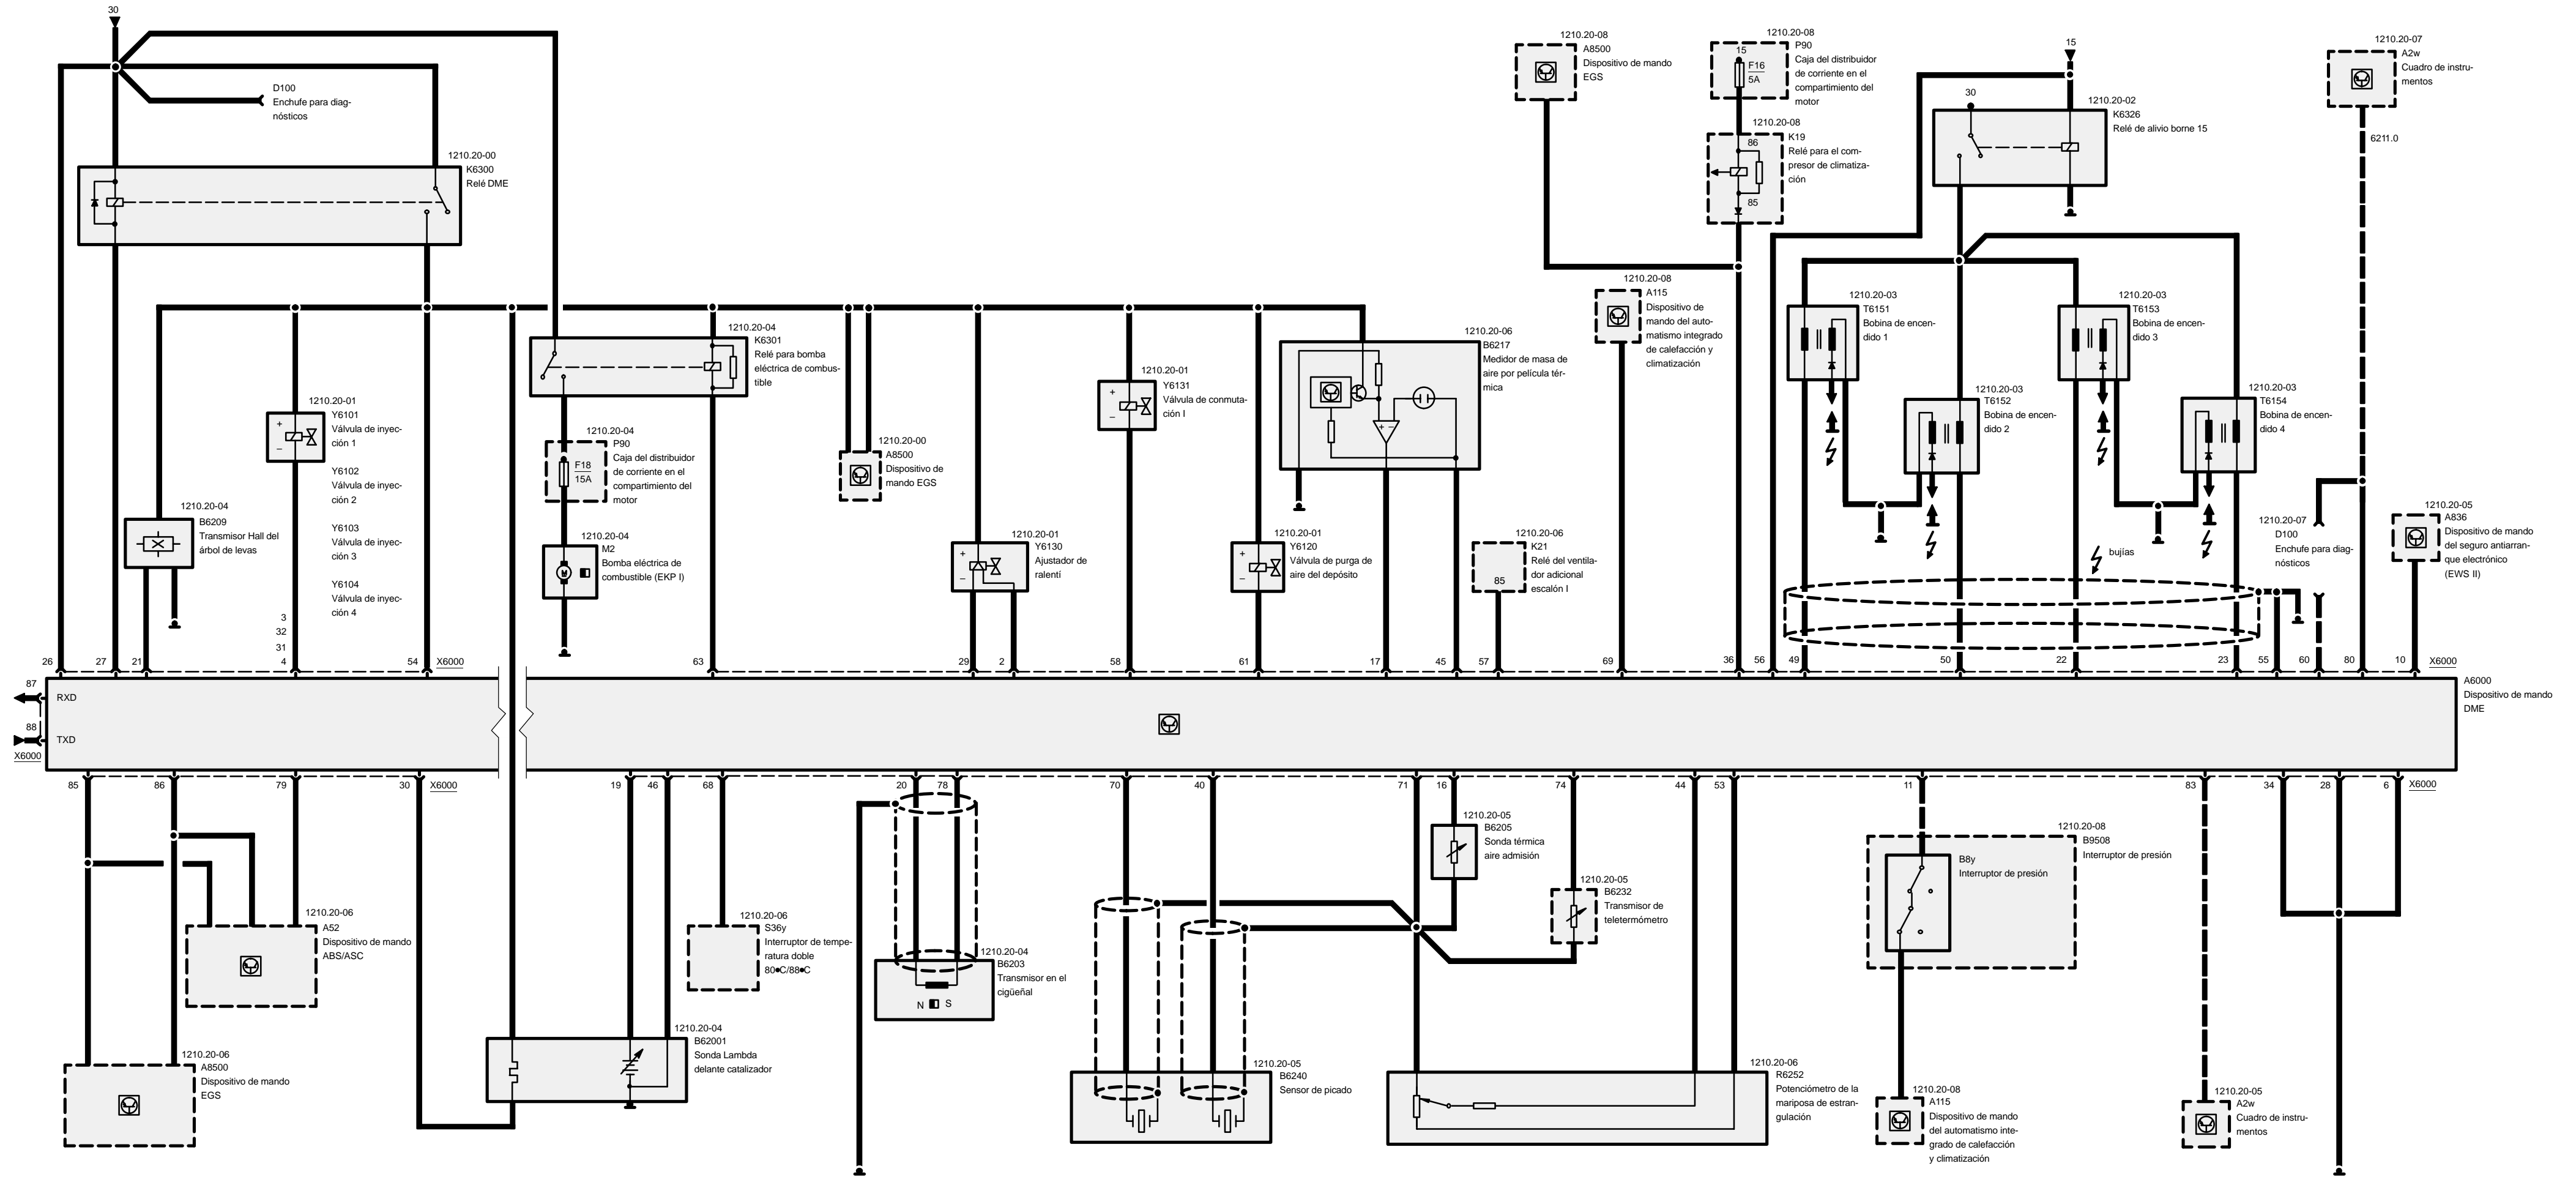 30
D100
Enchufe para diag-
nósticos
1210.20-00
K6300
Relé DME
1210.20-08
A8500
Dispositivo de mando
EGS
1210.20-08
P90
Caja del distribuidor
de corriente en el
compartimiento del
motor
15
F16
5A
1210.20-08
K19
Relé para el com-
presor de climatiza-
ción
86
85
15
30
1210.20-02
K6326
Relé de alivio borne 15
1210.20-07
A2w
Cuadro de instru-
mentos
6211.0
1210.20-04
B6209
Transmisor Hall del
árbol de levas
1210.20-01
Y6101
Válvula de inyec-
ción 1
Y6102
Válvula de inyec-
ción 2
Y6103
Válvula de inyec-
ción 3
Y6104
Válvula de inyec-
ción 4
+
–
1210.20-04
K6301
Relé para bomba
eléctrica de combus-
tible
1210.20-04
P90
Caja del distribuidor
de corriente en el
compartimiento del
motor
F18
15A
1210.20-04
M2
Bomba eléctrica de
combustible (EKP I)
M
1210.20-00
A8500
Dispositivo de
mando EGS
1210.20-01
Y6130
Ajustador de
ralentí
+
–
1210.20-01
Y6131
Válvula de conmuta-
ción I
+
–
1210.20-01
Y6120
Válvula de purga de
aire del depósito
+
–
1210.20-06
B6217
Medidor de masa de
aire por película tér-
mica
+ –
1210.20-06
K21
Relé del ventila-
dor adicional
escalón I
85
1210.20-08
A115
Dispositivo de
mando del auto-
matismo integrado
de calefacción y
climatización
1210.20-03
T6151
Bobina de encen-
dido 1
1210.20-03
T6152
Bobina de encen-
dido 2
1210.20-03
T6153
Bobina de encen-
dido 3
1210.20-03
T6154
Bobina de encen-
dido 4
bujías
1210.20-07
D100
Enchufe para diag-
nósticos
1210.20-05
A836
Dispositivo de mando
del seguro antiarran-
que electrónico
(EWS II)
3
32
31
26
27
21
4
54
X6000
63
29
2
58
61
17
45
57
69
36
56
49
50
22
23
55
60
80
10
X6000
87
RXD
88
TXD
X6000
A6000
Dispositivo de mando
DME
85
86
79
30
X6000
19
46
68
20
78
70
40
71
16
74
44
53
11
83
34
28
6
X6000
1210.20-06
A52
Dispositivo de mando
ABS/ASC
1210.20-06
A8500
Dispositivo de mando
EGS
1210.20-04
B62001
Sonda Lambda
delante catalizador
1210.20-06
S36y
Interruptor de tempe-
ratura doble
80●C/88●C
1210.20-04
B6203
Transmisor en el
cigüeñal
N
S
1210.20-05
B6240
Sensor de picado
1210.20-05
B6205
Sonda térmica
aire admisión
1210.20-05
B6232
Transmisor de
teletermómetro
1210.20-06
R6252
Potenciómetro de la
mariposa de estran-
gulación
1210.20-08
B9508
Interruptor de presión
B8y
Interruptor de presión
1210.20-08
A115
Dispositivo de mando
del automatismo inte-
grado de calefacción
y climatización
1210.20-05
A2w
Cuadro de instru-
mentos